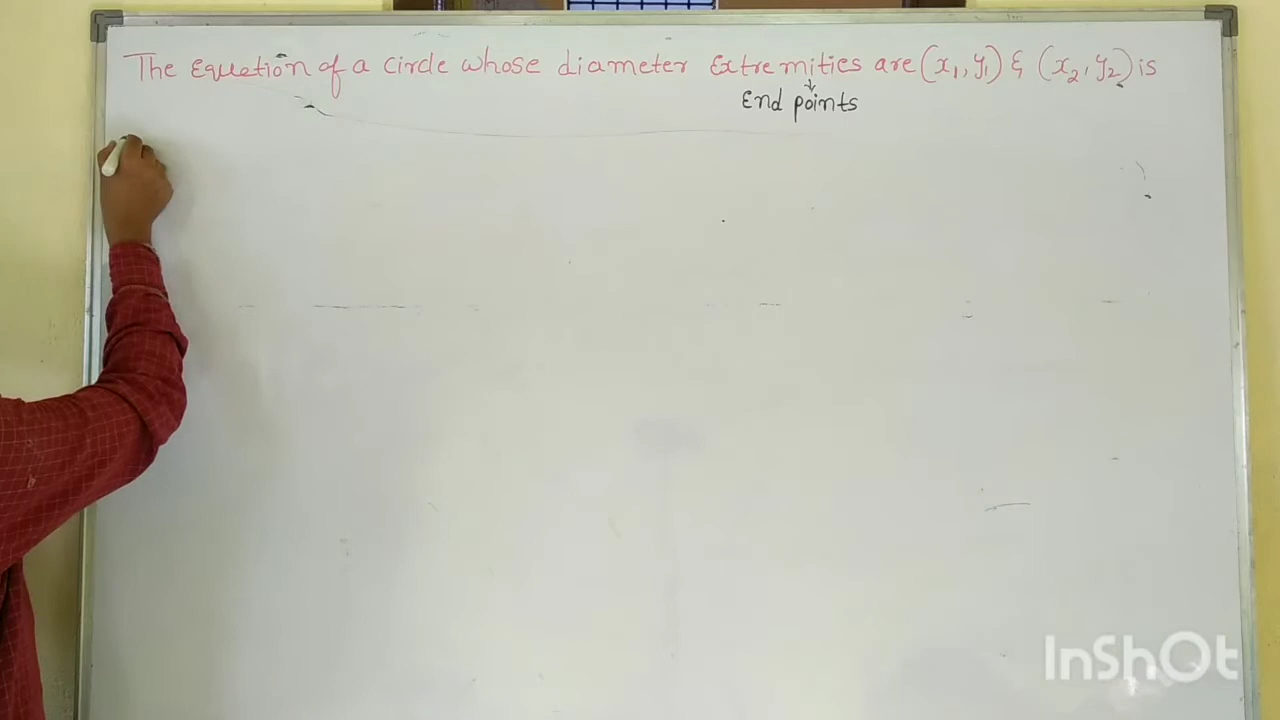 The equation of a circle whose diameter extremities are (x₁, y₁) & (x₂, y₂) is
End points
InShOt